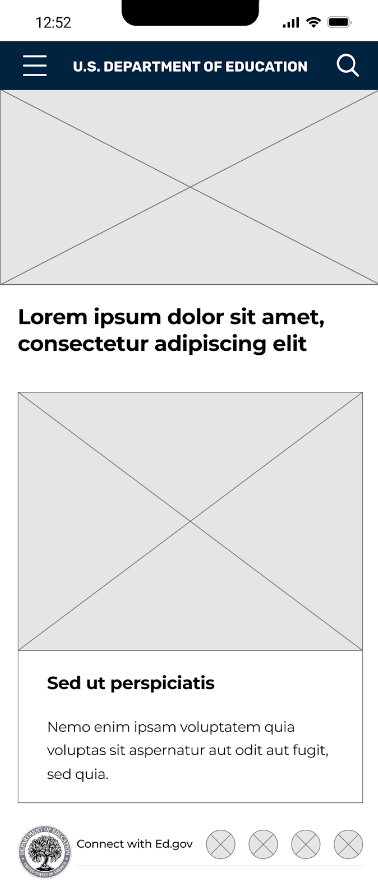 12:52
U.S. DEPARTMENT OF EDUCATION
Lorem ipsum dolor sit amet,
consectetur adipiscing elit
Sed ut perspiciatis
Nemo enim ipsam voluptatem quia
voluptas sit aspernatur aut odit aut fugit,
sed quia.
Connect with Ed.gov